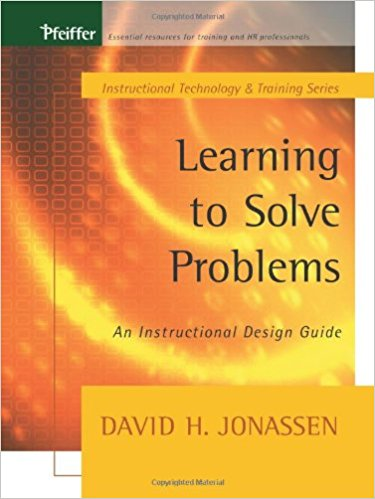 Copyrighted Material
Pfeiffer
Essential resources for training and HR professionals
Instructional Technology & Training Series
Learning
to Solve
Problems
An Instructional Design Guide
DAVID H. JONASSEN
Copyrighted Material